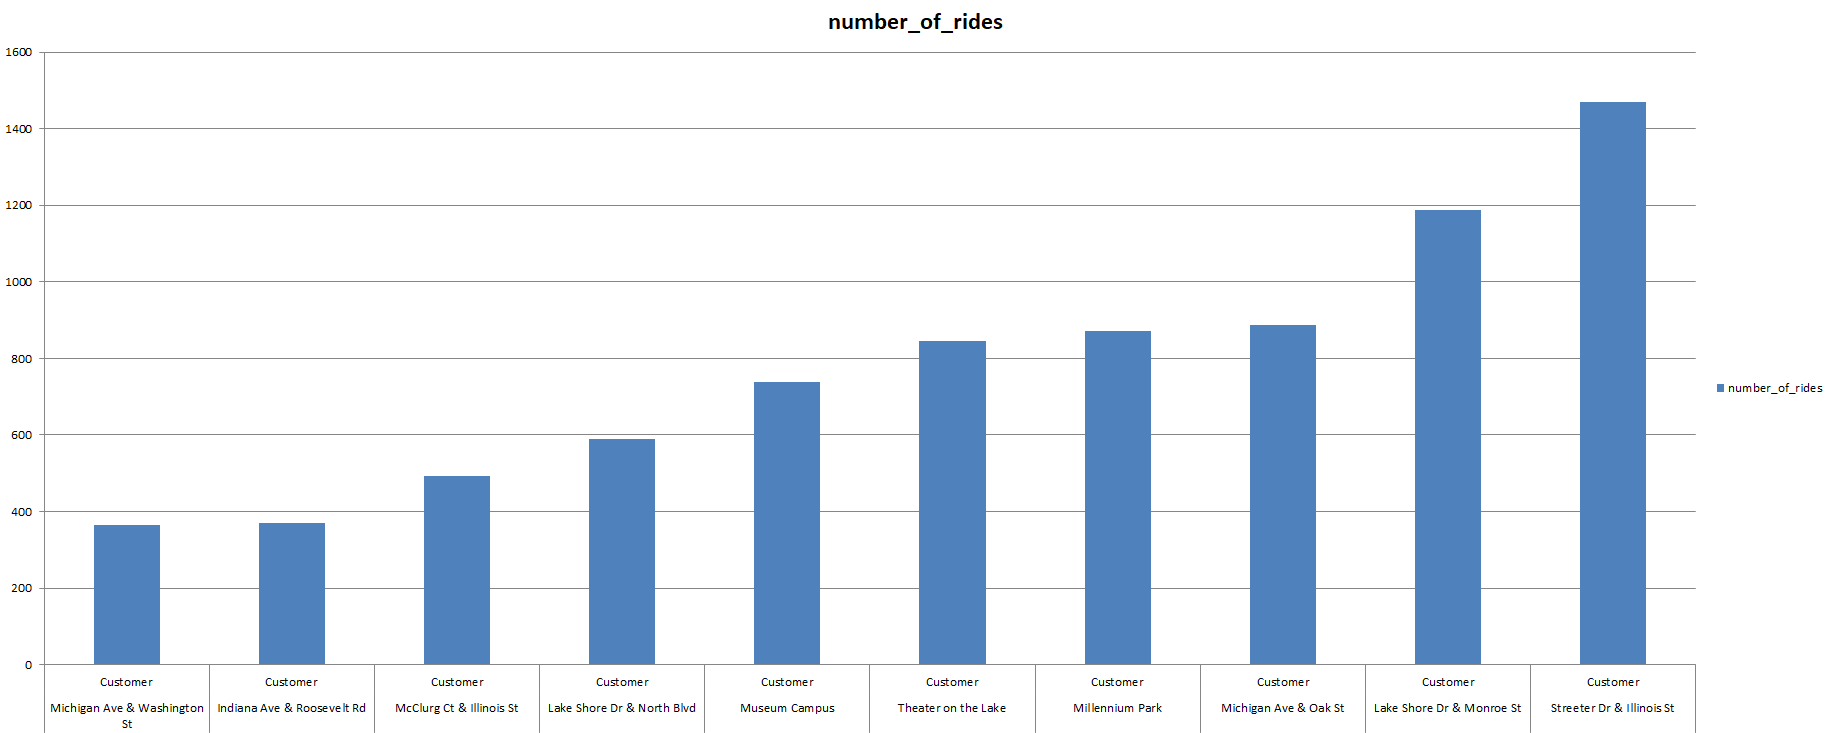 number_of_rides
1600
1400
1200
1000
800
600
400
200
0
Customer Customer Customer Customer Customer Customer Customer Customer Customer Customer
Michigan Ave & Washington St
Indiana Ave & Roosevelt Rd
McClurg Ct & Illinois St
Lake Shore Dr & North Blvd
Museum Campus
Theater on the Lake
Millennium Park
Michigan Ave & Oak St
Lake Shore Dr & Monroe St
Streeter Dr & Illinois St
number_of_rides